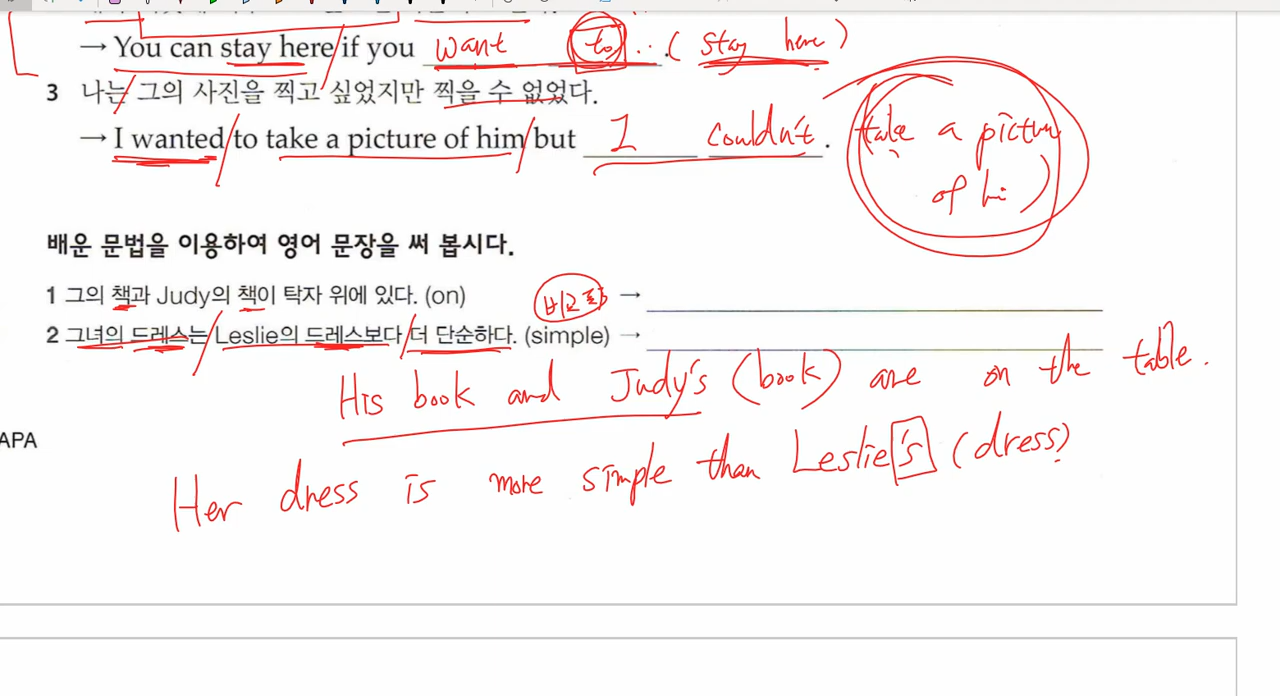 → You can stay here / if you want to .. (stay here)
3 나는 / 그의 사진을 찍고 싶었지만 찍을 수 없었다.
→ I wanted / to take a picture of him / but I couldn't. (take a picture
of hi )
배운 문법을 이용하여 영어 문장을 써 봅시다.
1 그의 책과 Judy의 책이 탁자 위에 있다. (on) →
비교
2 그녀의 드레스는 / Leslie의 드레스보다 / 더 단순하다. (simple) →
His book and Judy's (book) are on the table.
APA
Her dress is more simple than Leslie's (dress)